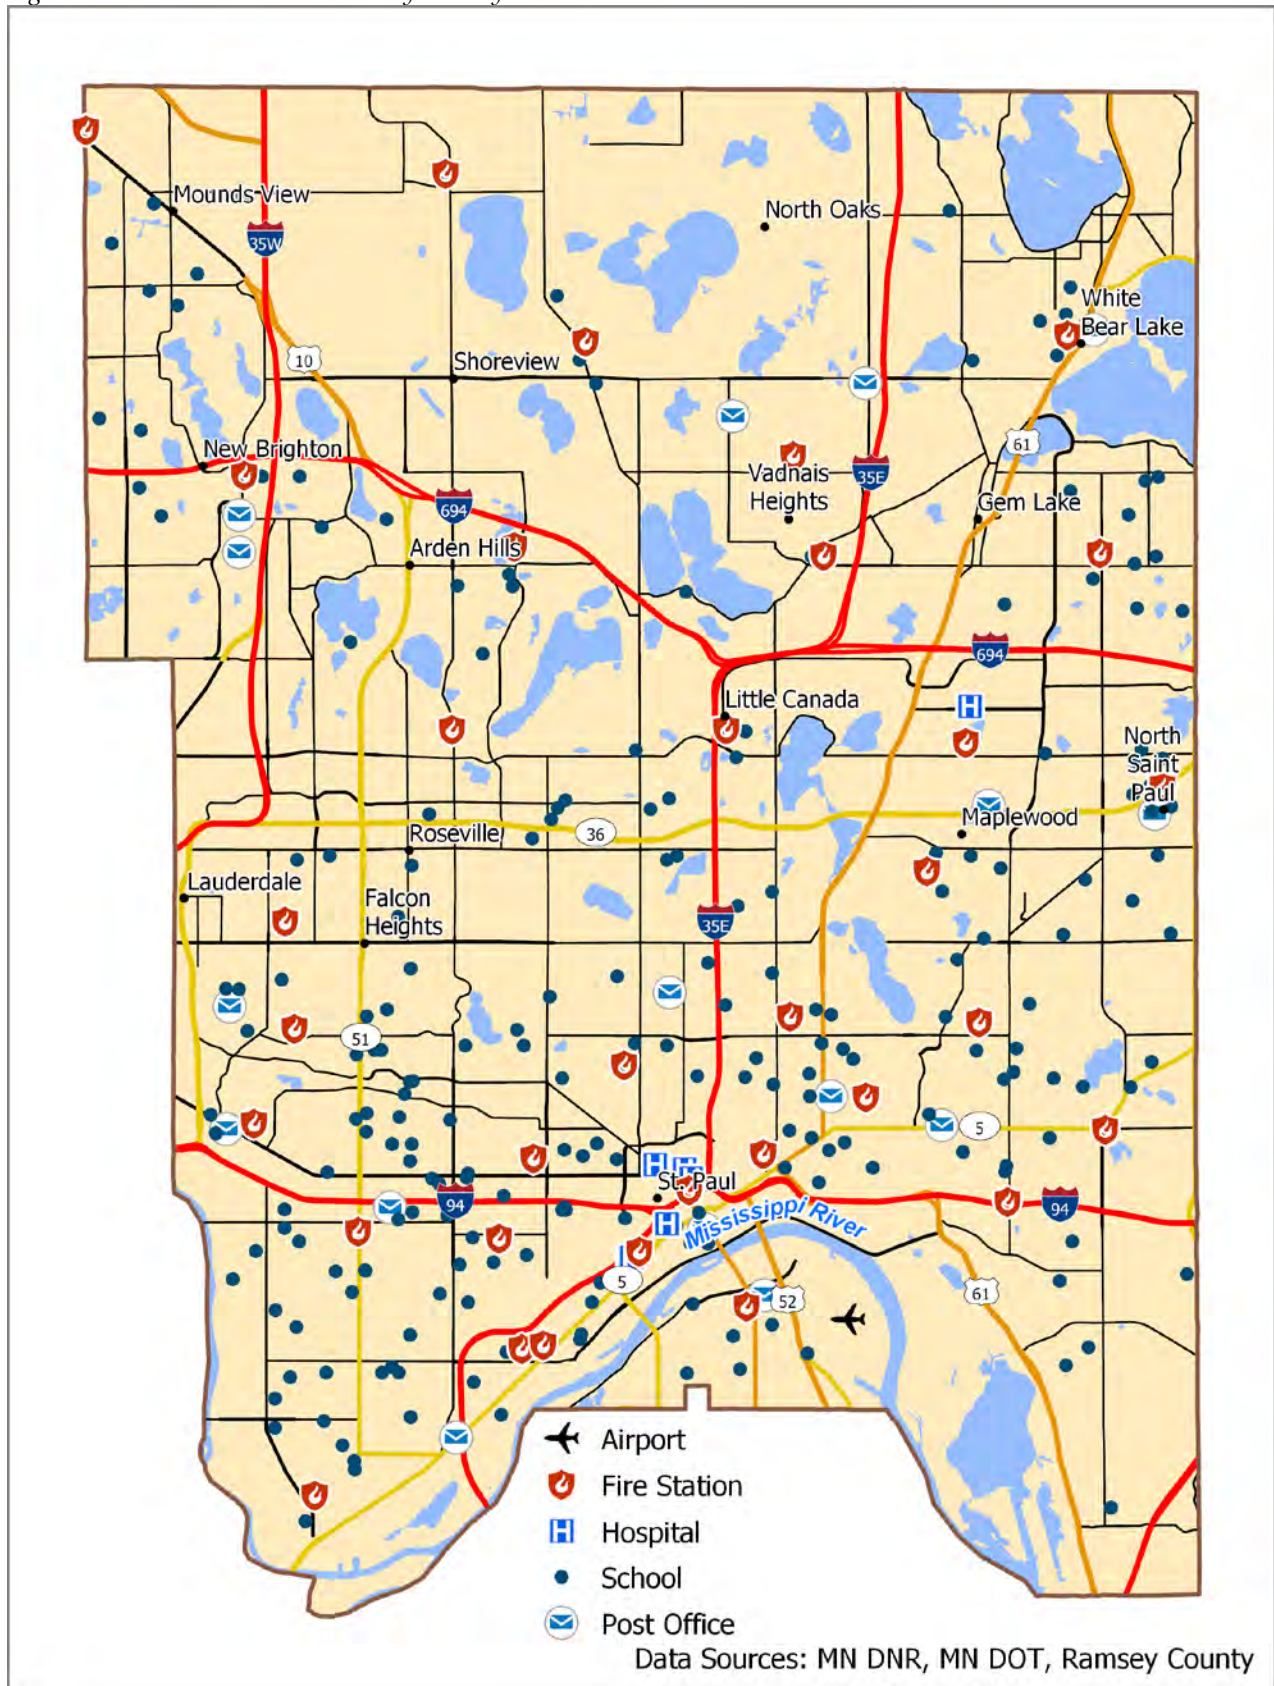 Mounds View
35W
North Oaks
White
Bear Lake
10
Shoreview
61
New Brighton
Vadnais
Heights
35E
694
Gem Lake
Arden Hills
694
Little Canada
North
Saint
Paul
Maplewood
36
Roseville
Lauderdale
Falcon
Heights
35E
51
5
St. Paul
94
94
Mississippi River
5
52
61
Airport
Fire Station
H Hospital
School
Post Office
Data Sources: MN DNR, MN DOT, Ramsey County